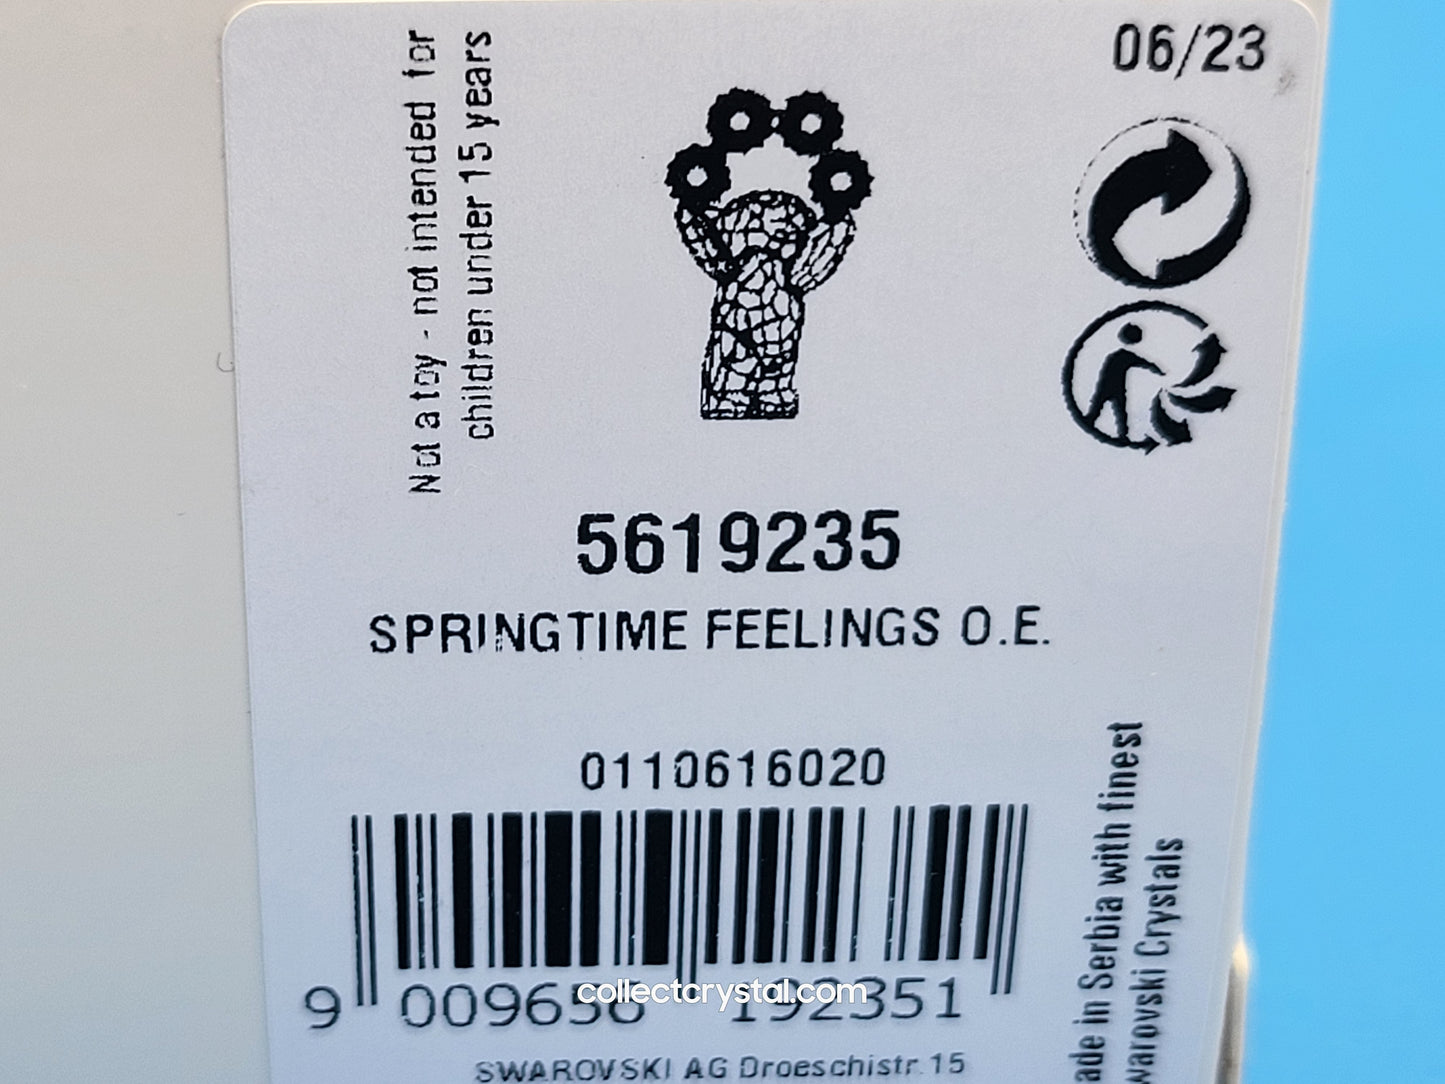 Not a toy - not intended for
children under 15 years
06/23
5619235
SPRINGTIME FEELINGS O.E.
0110616020
9 009656 192351
collectcrystal.com
ade in Serbia with finest
warovski Crystals
SWAROVSKI AG Droeschistr.15